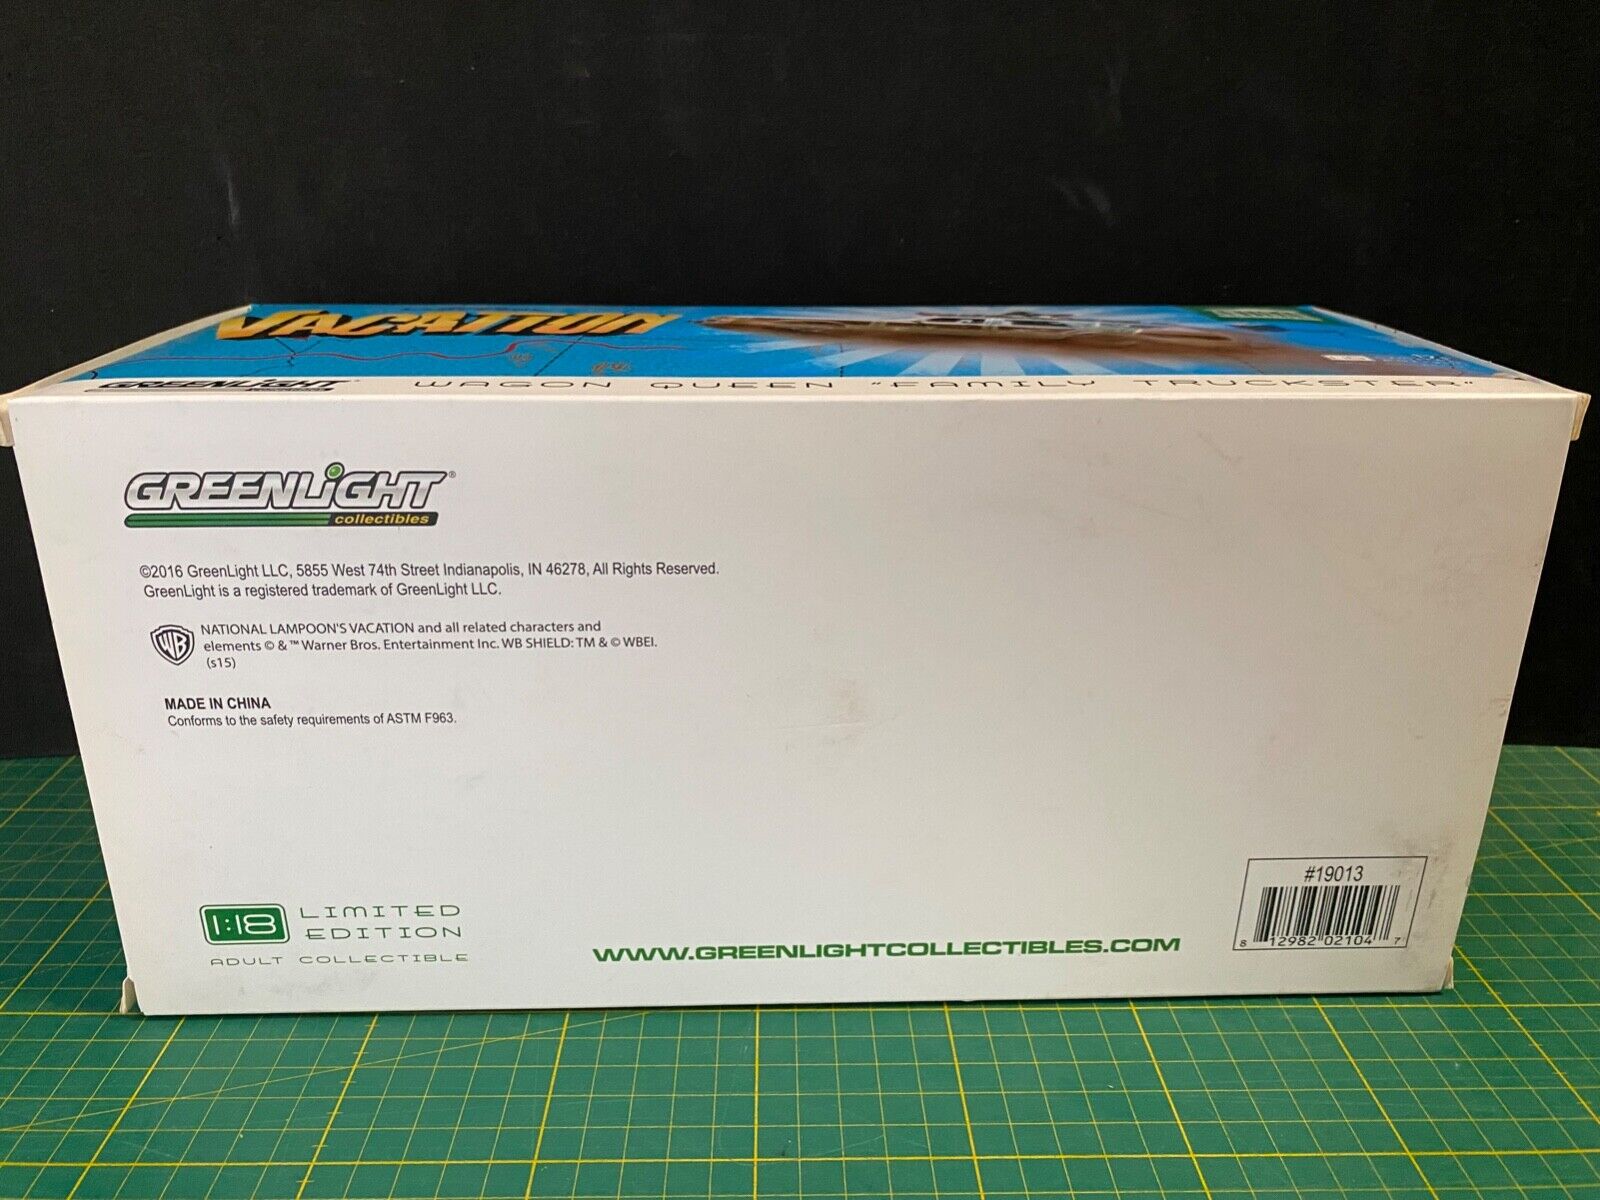 VACATION
GREENLIGHT WAGON QUEEN "FAMILY TRUCKSTER"
GREENLIGHT®
collectibles
©2016 GreenLight LLC, 5855 West 74th Street Indianapolis, IN 46278, All Rights Reserved.
GreenLight is a registered trademark of GreenLight LLC.
WB
NATIONAL LAMPOON'S VACATION and all related characters and
elements © & ™ Warner Bros. Entertainment Inc. WB SHIELD: TM & © WBEI.
(s15)
MADE IN CHINA
Conforms to the safety requirements of ASTM F963.
1:18
LIMITED
EDITION
ADULT COLLECTIBLE
WWW.GREENLIGHTCOLLECTIBLES.COM
#19013
8 12982 02104 7